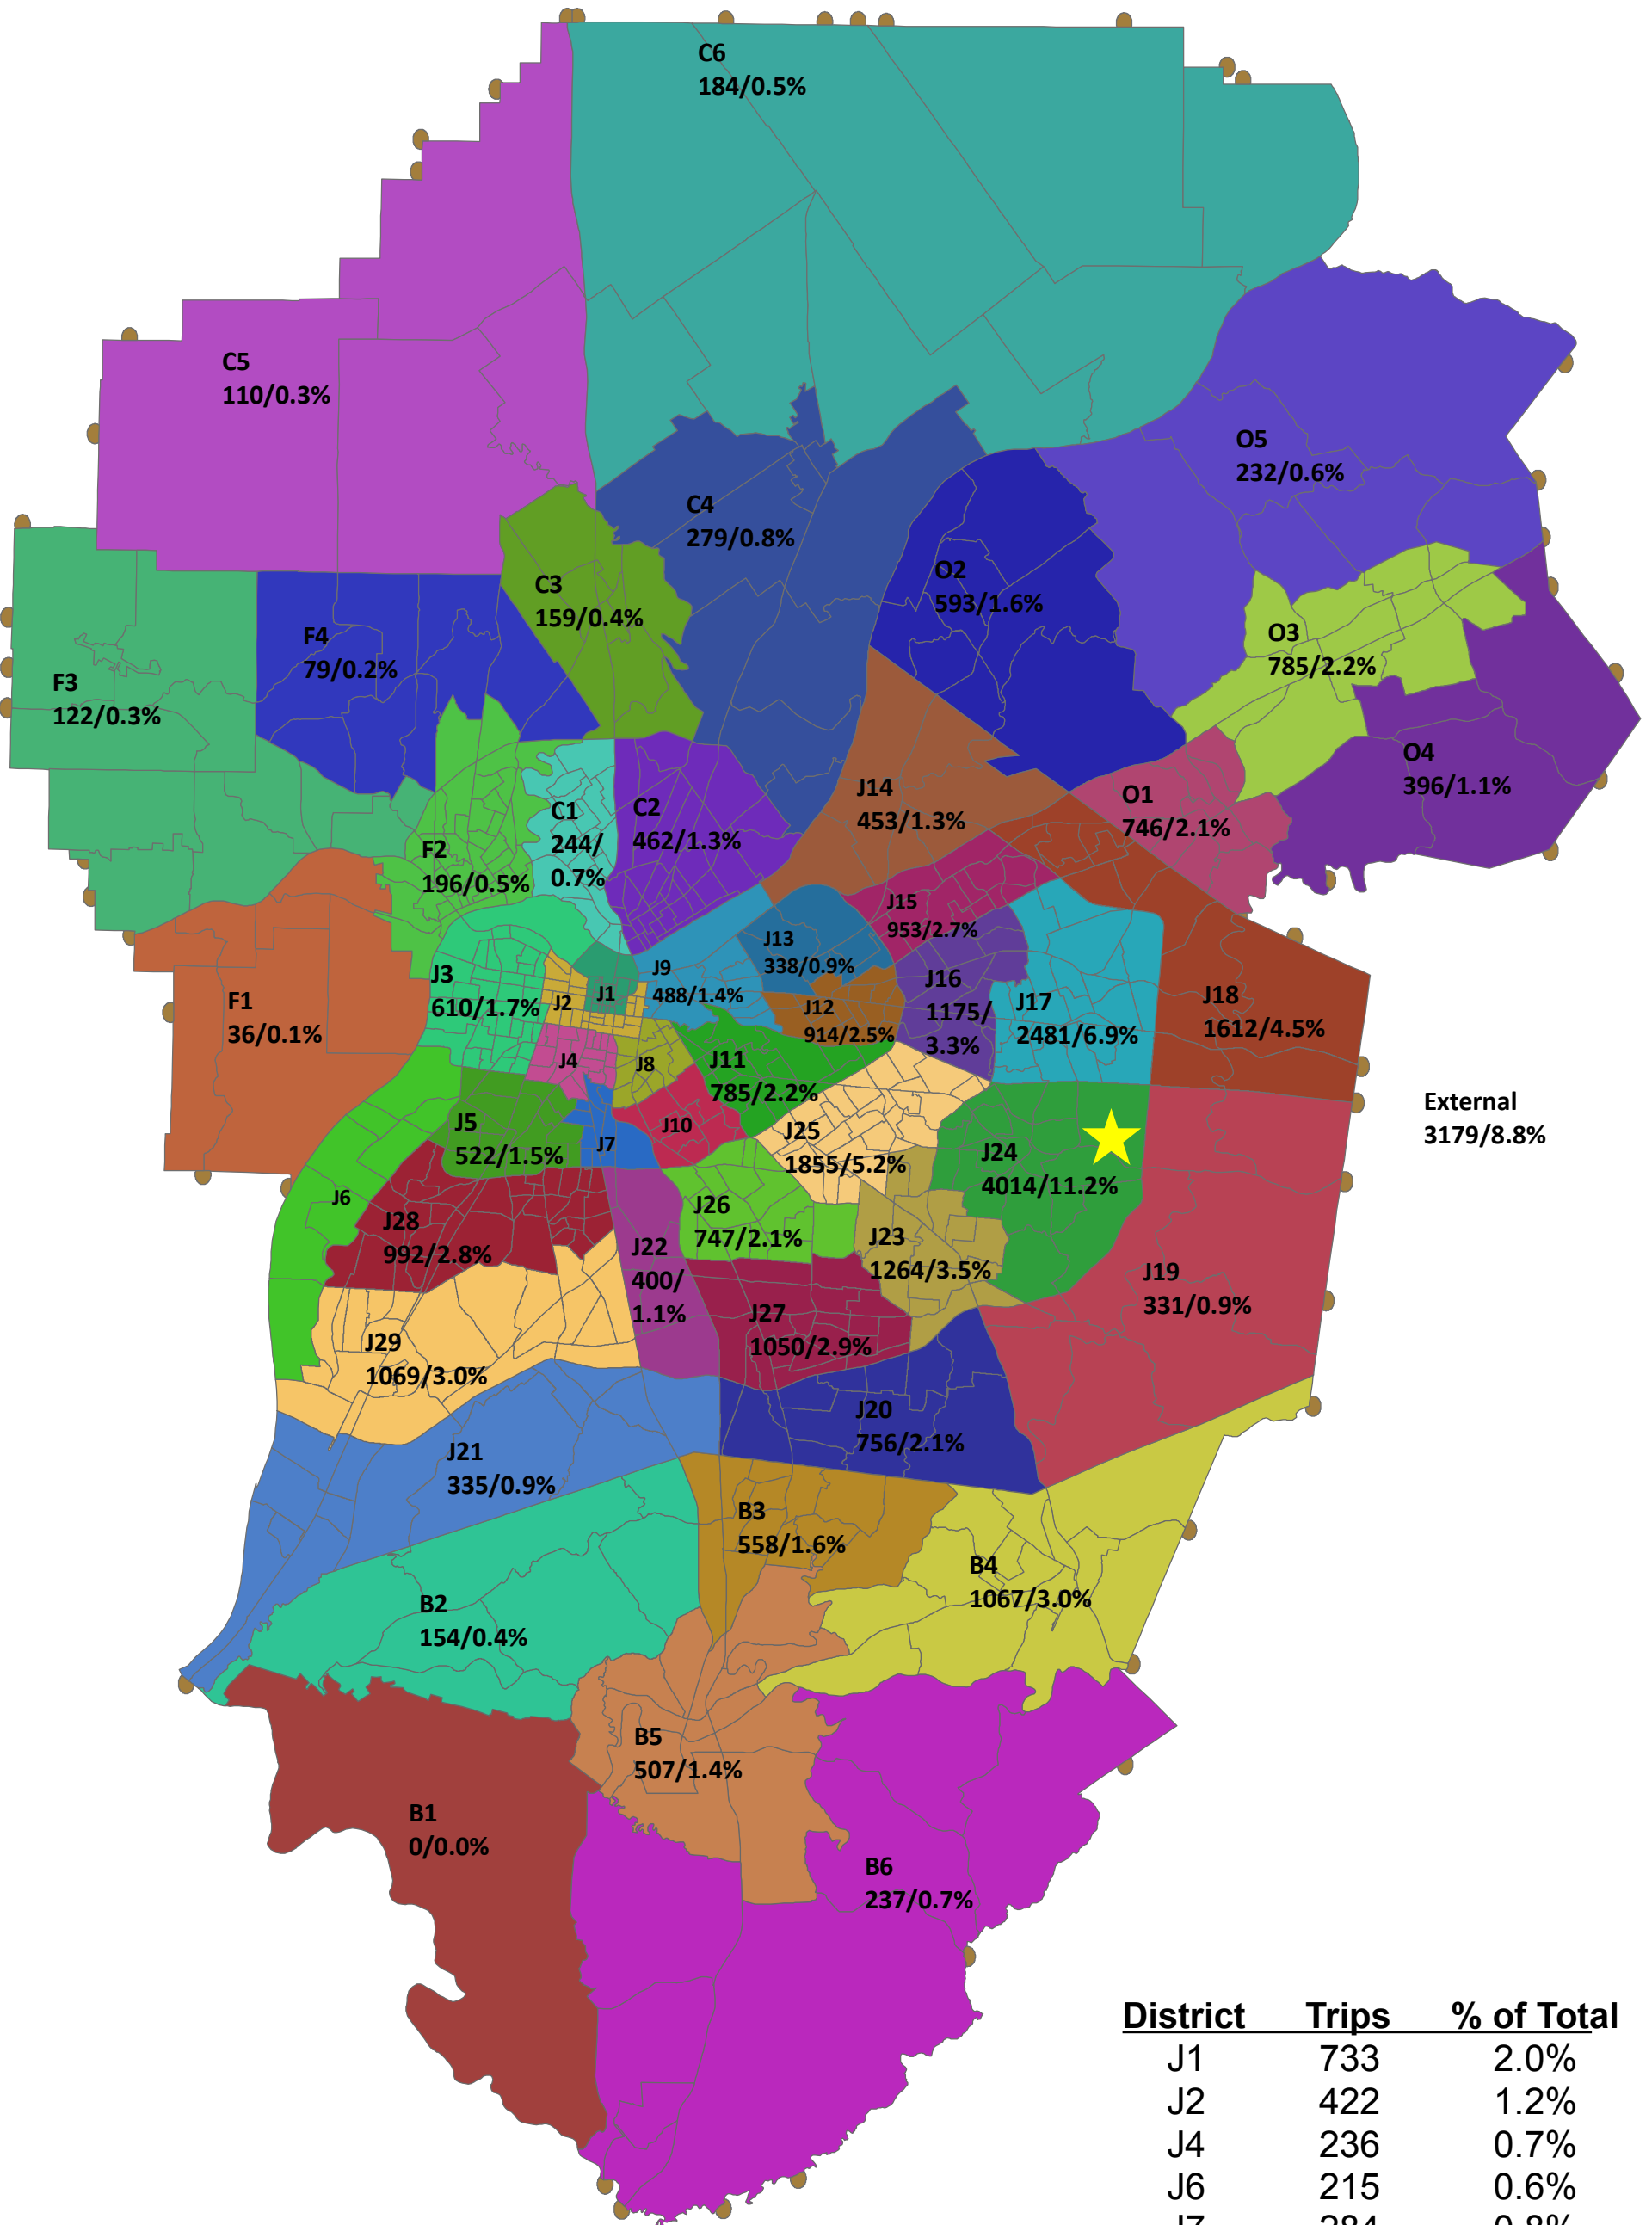 C6
184/0.5%
C5
110/0.3%
O5
232/0.6%
C4
279/0.8%
O2
593/1.6%
C3
159/0.4%
O3
785/2.2%
F4
79/0.2%
F3
122/0.3%
O4
396/1.1%
J14
453/1.3%
O1
746/2.1%
C1
244/
0.7%
C2
462/1.3%
F2
196/0.5%
J15
953/2.7%
J13
338/0.9%
J9
488/1.4%
J16
1175/
3.3%
J3
610/1.7%
J2
J1
J12
914/2.5%
J17
2481/6.9%
J18
1612/4.5%
F1
36/0.1%
J4
J8
J11
785/2.2%
External
3179/8.8%
J5
522/1.5%
J7
J10
J25
1855/5.2%
J24
4014/11.2%
J6
J28
992/2.8%
J26
747/2.1%
J22
400/
1.1%
J23
1264/3.5%
J19
331/0.9%
J27
1050/2.9%
J29
1069/3.0%
J20
756/2.1%
J21
335/0.9%
B3
558/1.6%
B4
1067/3.0%
B2
154/0.4%
B5
507/1.4%
B1
0/0.0%
B6
237/0.7%
District Trips % of Total
J1 733 2.0%
J2 422 1.2%
J4 236 0.7%
J6 215 0.6%
J7 284 0.8%